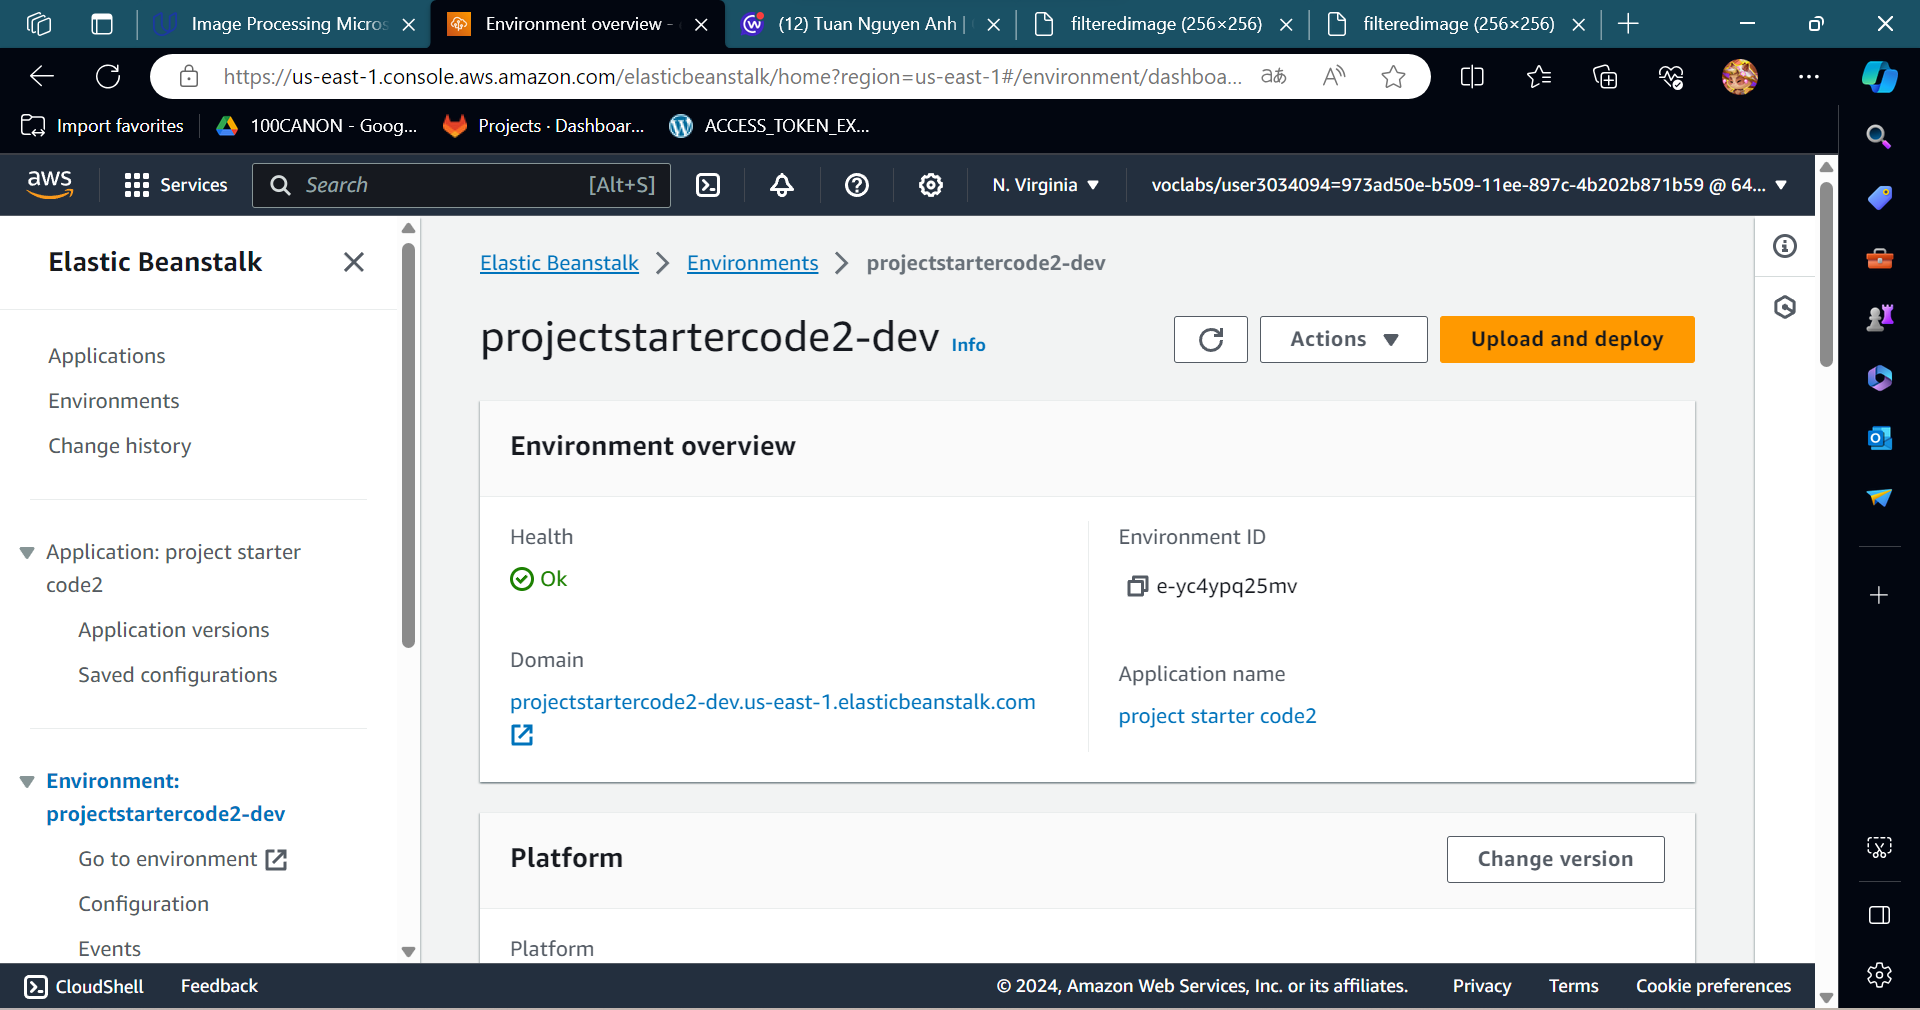 Image Processing Micros
Environment overview -
(12) Tuan Nguyen Anh |
filteredimage (256×256)
filteredimage (256×256)
https://us-east-1.console.aws.amazon.com/elasticbeanstalk/home?region=us-east-1#/environment/dashboa...
Import favorites
100CANON - Goog...
Projects · Dashboar...
ACCESS_TOKEN_EX...
aws
Services
Search
[Alt+S]
N. Virginia
voclabs/user3034094=973ad50e-b509-11ee-897c-4b202b871b59 @ 64...
Elastic Beanstalk
Applications
Environments
Change history
Application: project starter
code2
Application versions
Saved configurations
Environment:
projectstartercode2-dev
Go to environment
Configuration
Events
Elastic Beanstalk
Environments
projectstartercode2-dev
projectstartercode2-dev Info
Actions
Upload and deploy
Environment overview
Health
Ok
Environment ID
e-yc4ypq25mv
Domain
projectstartercode2-dev.us-east-1.elasticbeanstalk.com
Application name
project starter code2
Platform
Change version
Platform
CloudShell
Feedback
© 2024, Amazon Web Services, Inc. or its affiliates.
Privacy
Terms
Cookie preferences